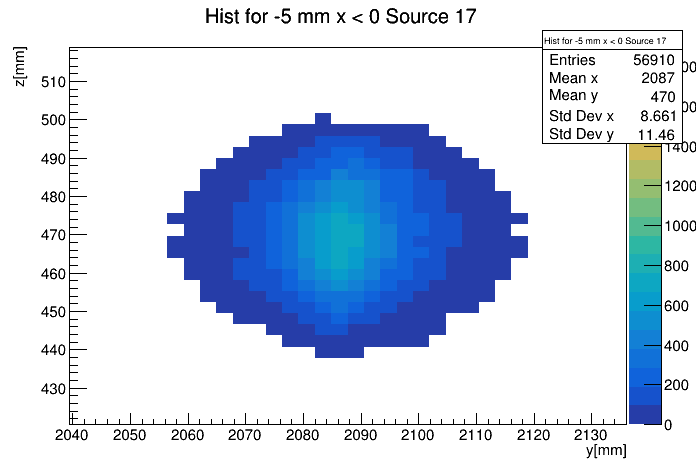 Hist for -5 mm x < 0 Source 17
z[mm]
Hist for -5 mm x < 0 Source 17
Entries 56910
Mean x 2087
Mean y 470
Std Dev x 8.661
Std Dev y 11.46
510
500
490
480
470
460
450
440
430
1400
1200
1000
800
600
400
200
0
2040 2050 2060 2070 2080 2090 2100 2110 2120 2130
y[mm]